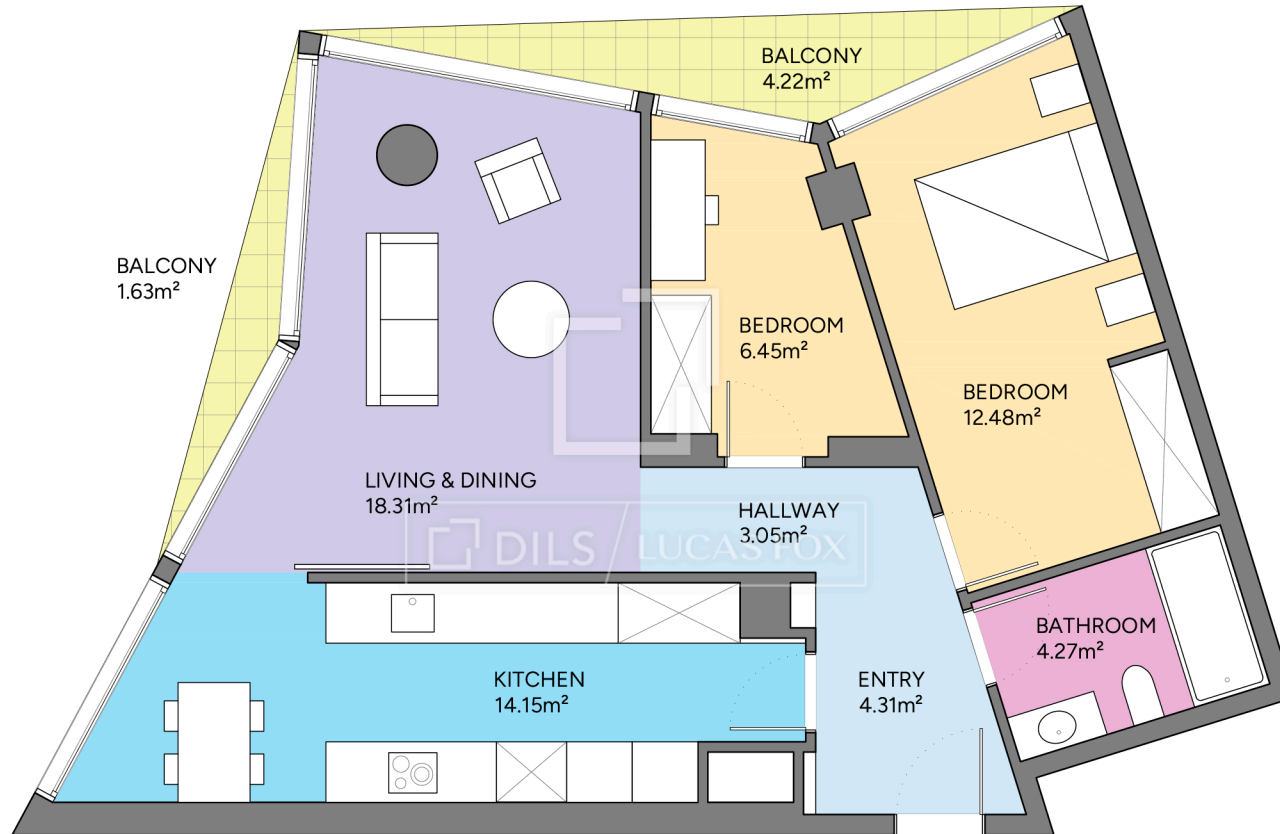 BALCONY
4.22m²
BALCONY
1.63m²
BEDROOM
6.45m²
BEDROOM
12.48m²
LIVING & DINING
18.31m²
HALLWAY
3.05m²
DILS / LUCAS FOX
BATHROOM
4.27m²
KITCHEN
14.15m²
ENTRY
4.31m²